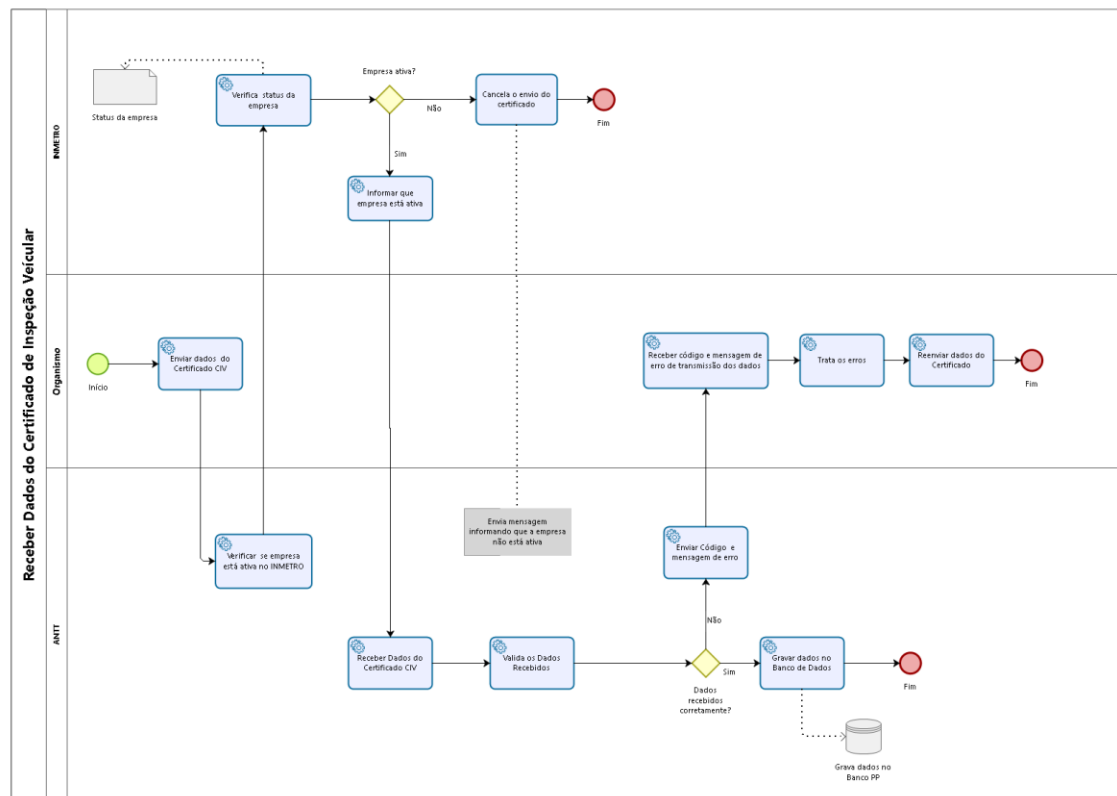 Receber Dados do Certificado de Inspeção Veícular
INMETRO
Status da empresa
Verifica status da
empresa
Empresa ativa?
Não
Sim
Cancela o envio do
certificado
Fim
Informar que
empresa está ativa
Organismo
Início
Enviar dados do
Certificado CIV
Receber código e mensagem de
erro de transmissão dos dados
Trata os erros
Reenviar dados do
Certificado
Fim
ANTT
Verificar se empresa
está ativa no INMETRO
Envia mensagem
informando que a empresa
não está ativa
Enviar Código e
mensagem de erro
Não
Receber Dados do
Certificado CIV
Valida os Dados
Recebidos
Dados
recebidos
corretamente?
Sim
Gravar dados no
Banco de Dados
Fim
Grava dados no
Banco PP